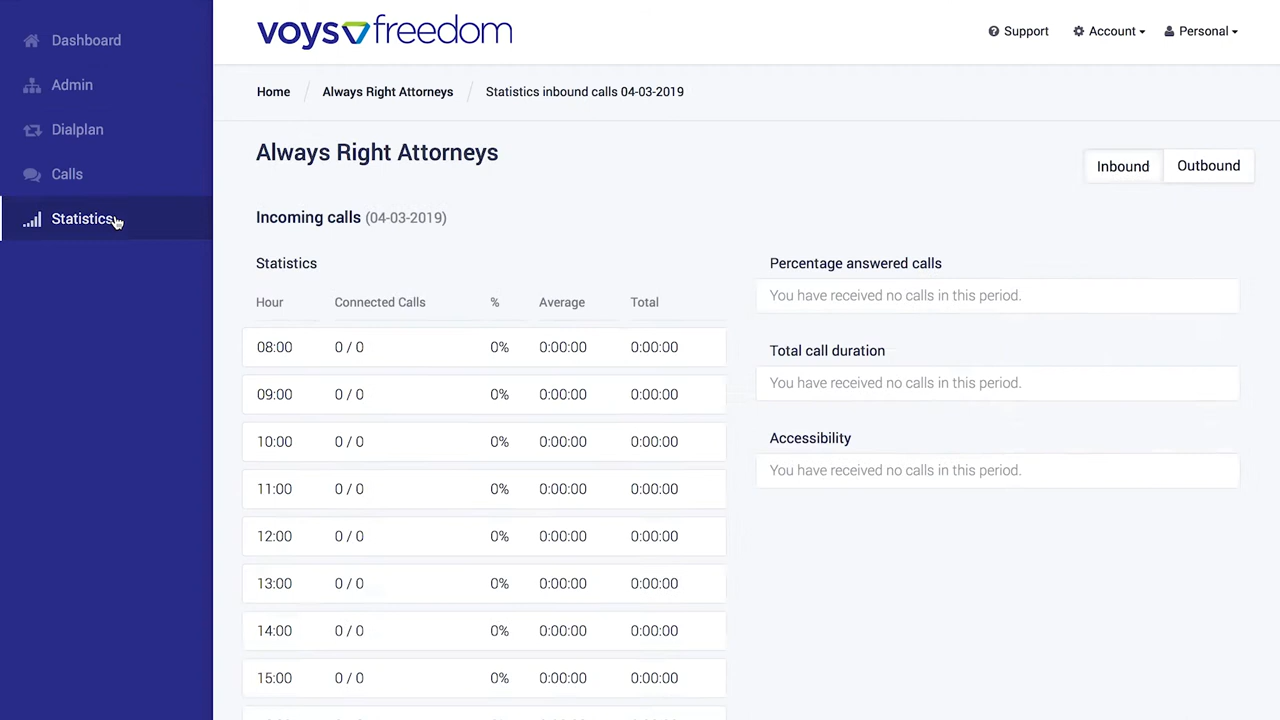 Dashboard
Admin
Dialplan
Calls
Statistics
voys freedom
Support
Account
Personal
Home
Always Right Attorneys
Statistics inbound calls 04-03-2019
Always Right Attorneys
Inbound
Outbound
Incoming calls (04-03-2019)
Statistics
Hour Connected Calls % Average Total
08:00 0 / 0 0% 0:00:00 0:00:00
09:00 0 / 0 0% 0:00:00 0:00:00
10:00 0 / 0 0% 0:00:00 0:00:00
11:00 0 / 0 0% 0:00:00 0:00:00
12:00 0 / 0 0% 0:00:00 0:00:00
13:00 0 / 0 0% 0:00:00 0:00:00
14:00 0 / 0 0% 0:00:00 0:00:00
15:00 0 / 0 0% 0:00:00 0:00:00
Percentage answered calls
You have received no calls in this period.
Total call duration
You have received no calls in this period.
Accessibility
You have received no calls in this period.